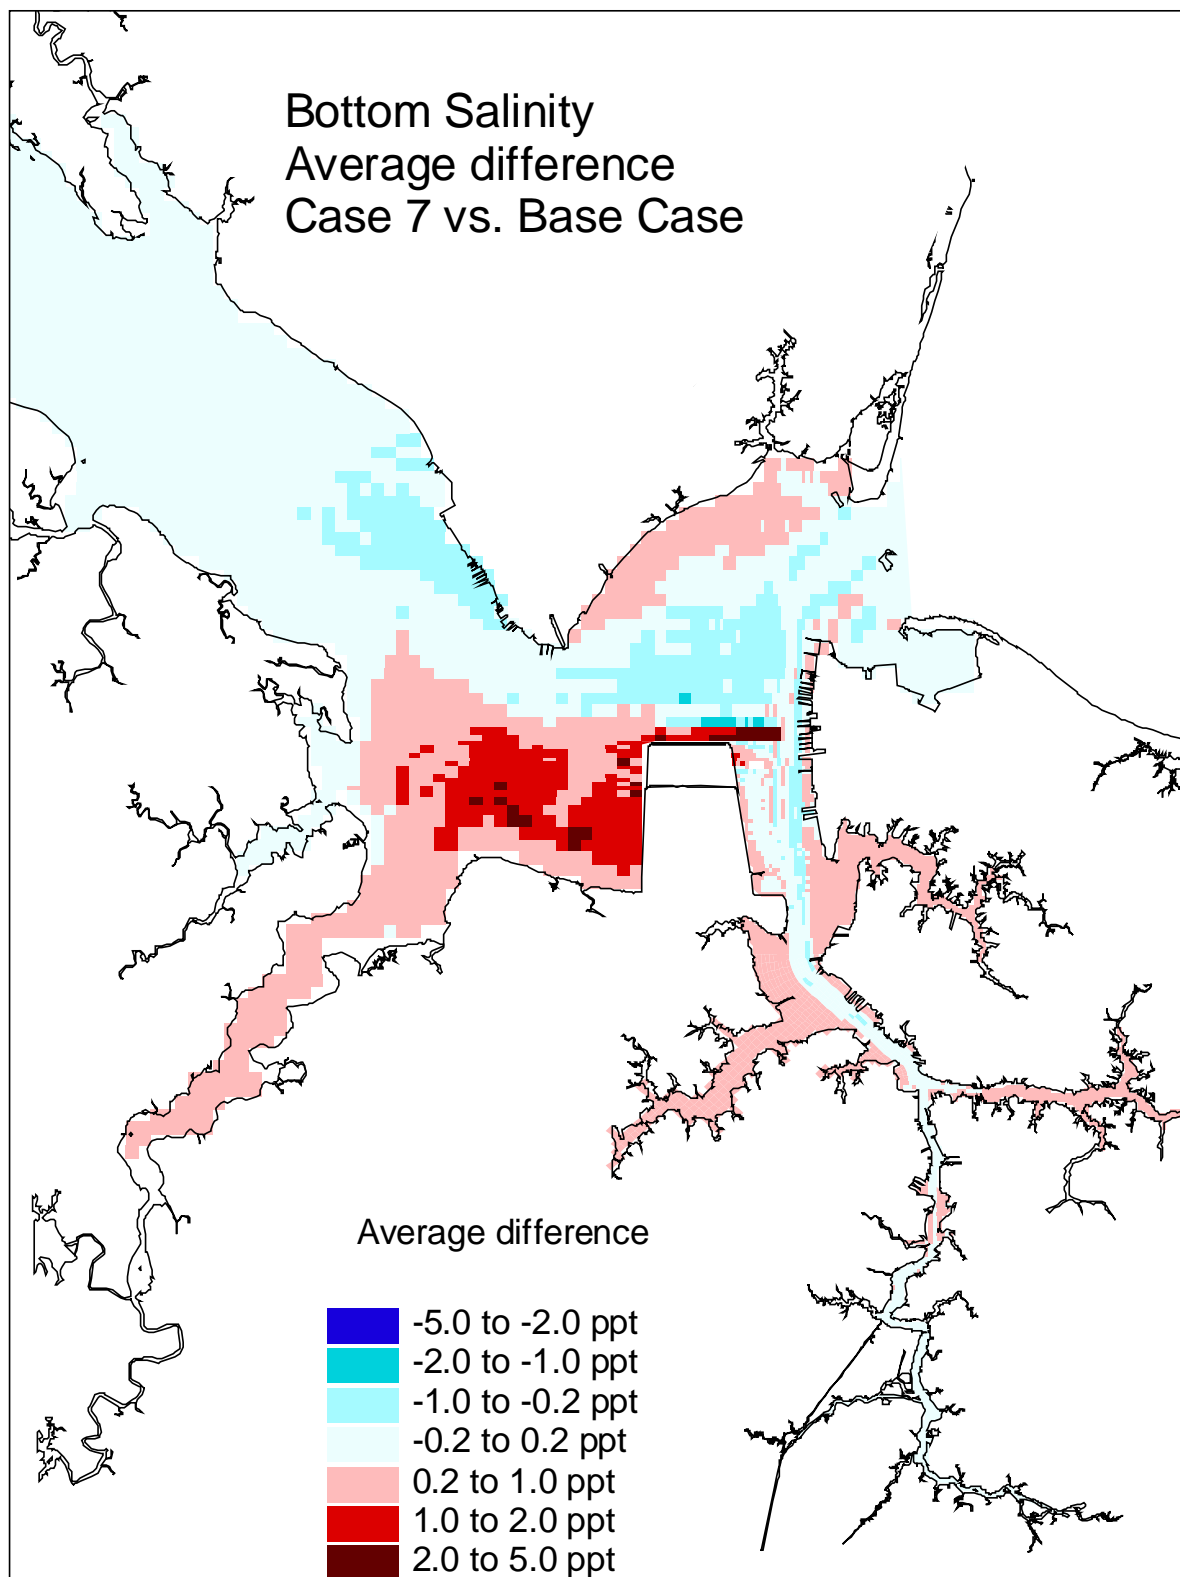 Bottom Salinity
Average difference
Case 7 vs. Base Case
Average difference
-5.0 to -2.0 ppt
-2.0 to -1.0 ppt
-1.0 to -0.2 ppt
-0.2 to 0.2 ppt
0.2 to 1.0 ppt
1.0 to 2.0 ppt
2.0 to 5.0 ppt